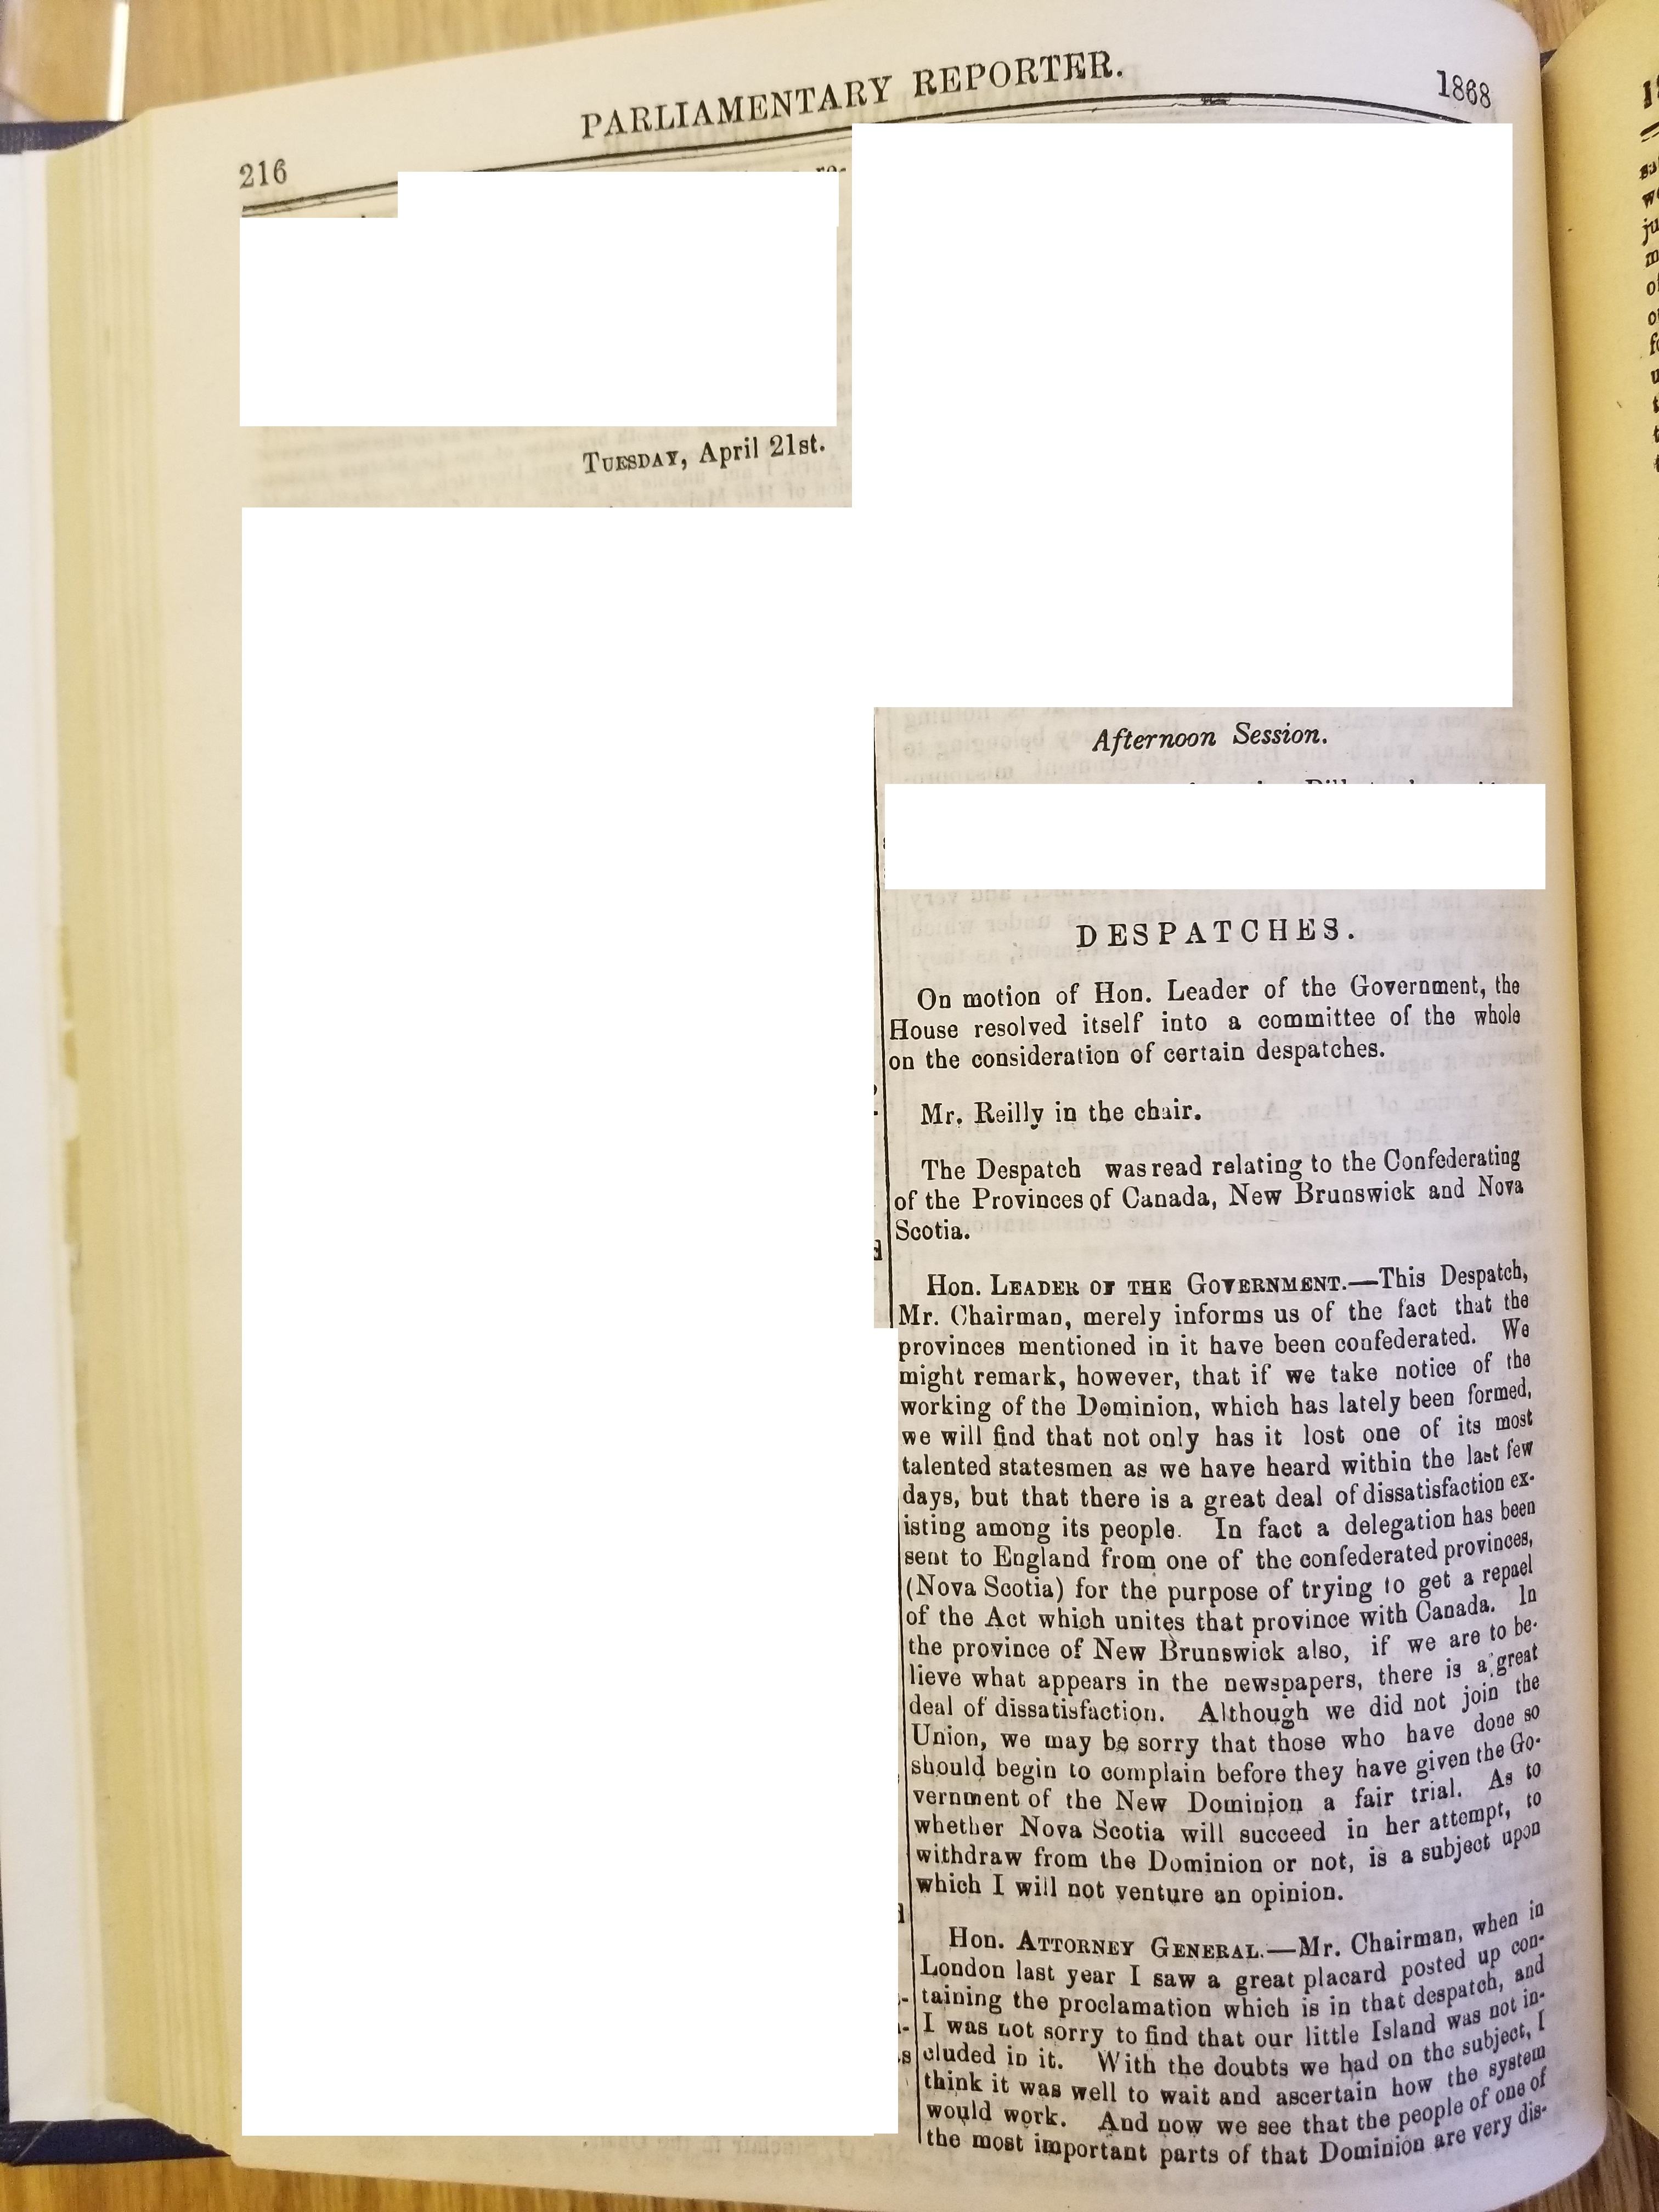 PARLIAMENTARY REPORTER.
1868
216
Tuesday, April 21st.
Afternoon Session.
DESPATCHES.
On motion of Hon. Leader of the Government, the
House resolved itself into a committee of the whole
on the consideration of certain despatches.
Mr. Reilly in the chair.
The Despatch was read relating to the Confederating
of the Provinces of Canada, New Brunswick and Nova
Scotia.
Hon. Leader of the Government.—This Despatch,
Mr. Chairman, merely informs us of the fact that the
provinces mentioned in it have been confederated. We
might remark, however, that if we take notice of the
working of the Dominion, which has lately been formed,
we will find that not only has it lost one of its most
talented statesmen as we have heard within the last few
days, but that there is a great deal of dissatisfaction ex-
isting among its people. In fact a delegation has been
sent to England from one of the confederated provinces,
(Nova Scotia) for the purpose of trying to get a repael
of the Act which unites that province with Canada. In
the province of New Brunswick also, if we are to be-
lieve what appears in the newspapers, there is a great
deal of dissatisfaction. Although we did not join the
Union, we may be sorry that those who have done so
should begin to complain before they have given the Go-
vernment of the New Dominion a fair trial. As to
whether Nova Scotia will succeed in her attempt, to
withdraw from the Dominion or not, is a subject upon
which I will not venture an opinion.
Hon. Attorney General.—Mr. Chairman, when in
London last year I saw a great placard posted up con-
taining the proclamation which is in that despatch, and
I was not sorry to find that our little Island was not in-
cluded in it. With the doubts we had on the subject, I
think it was well to wait and ascertain how the system
would work. And now we see that the people of one of
the most important parts of that Dominion are very dis-